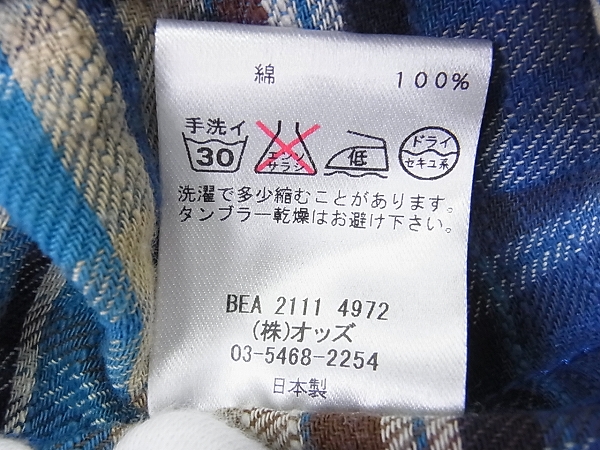 綿 100%
手洗イ
30 エンソ サラシ 低 ドライ セキユ系
洗濯で多少縮むことがあります。
タンブラー乾燥はお避け下さい。
BEA 2111 4972
(株)オッズ
03-5468-2254
日本製